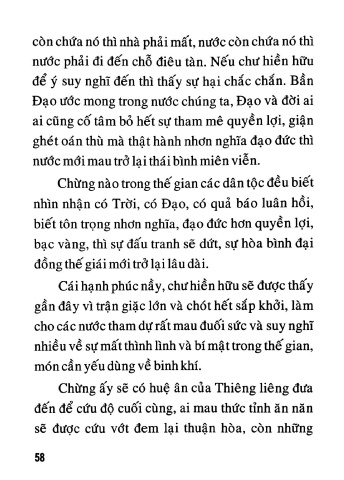 còn chứa nó thì nhà phải mất, nước còn chứa nó thì
nước phải đi đến chỗ điêu tàn. Nếu chư hiền hữu
để ý suy nghĩ đến thì thấy sự hại chắc chắn. Bần
Đạo ước mong trong nước chúng ta, Đạo và đời ai
ai cũng cố tâm bỏ hết sự tham mê quyền lợi, giận
ghét oán thù mà thật hành nhơn nghĩa đạo đức thì
nước mới mau trở lại thái bình miên viễn.
Chừng nào trong thế gian các dân tộc đều biết
nhìn nhận có Trời, có Đạo, có quả báo luân hồi,
biết tôn trọng nhơn nghĩa, đạo đức hơn quyền lợi,
bạc vàng, thì sự đấu tranh sẽ dứt, sự hòa bình đại
đồng thế giái mới trở lại lâu dài.
Cái hạnh phúc nầy, chư hiền hữu sẽ được thấy
gần đây vì trận giặc lớn và chót hết sắp khởi, làm
cho các nước tham dự rất mau đuối sức và suy nghĩ
nhiều về sự mất thình lình và bí mật trong thế gian,
món cần yếu dùng về binh khí.
Chừng ấy sẽ có huệ ân của Thiêng liêng đưa
đến để cứu độ cuối cùng, ai mau thức tỉnh ăn năn
sẽ được cứu vớt đem lại thuận hòa, còn những
58